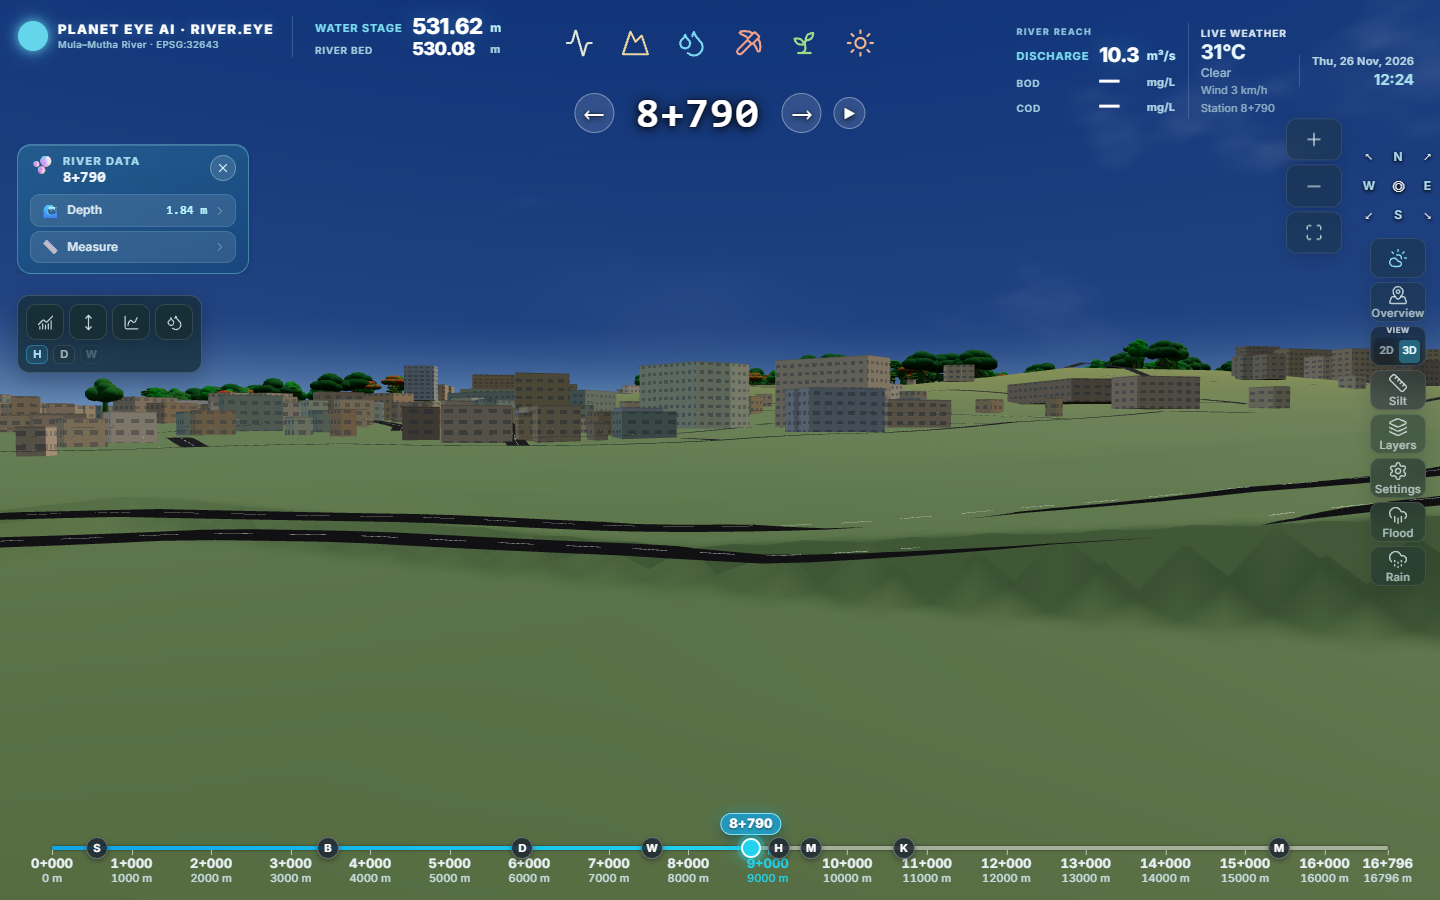 PLANET EYE AI · RIVER.EYE
Mula–Mutha River · EPSG:32643
WATER STAGE 531.62 m
RIVER BED 530.08 m
RIVER REACH
DISCHARGE 10.3 m³/s
BOD — mg/L
COD — mg/L
LIVE WEATHER
31°C
Clear
Wind 3 km/h
Station 8+790
Thu, 26 Nov, 2026
12:24
← 8+790 →
RIVER DATA
8+790
Depth 1.84 m
Measure
H D W
N
W E
S
Overview
VIEW
2D 3D
Silt
Layers
Settings
Flood
Rain
8+790
S B D W H M K M
0+000 1+000 2+000 3+000 4+000 5+000 6+000 7+000 8+000 9+000 10+000 11+000 12+000 13+000 14+000 15+000 16+000 16+796
0 m 1000 m 2000 m 3000 m 4000 m 5000 m 6000 m 7000 m 8000 m 9000 m 10000 m 11000 m 12000 m 13000 m 14000 m 15000 m 16000 m 16796 m